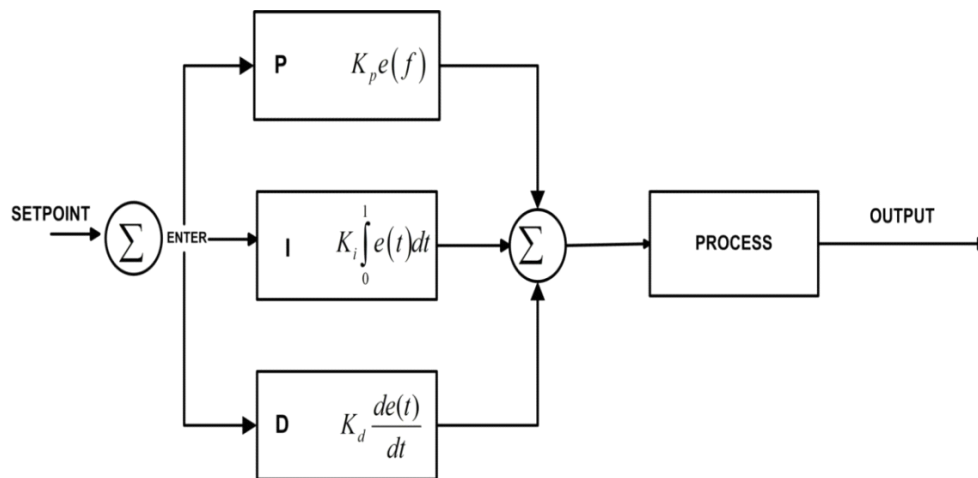 P K_p e(f)
SETPOINT
∑
ENTER
I K_i ∫_0^1 e(t)dt
∑
PROCESS
OUTPUT
D K_d de(t)/dt